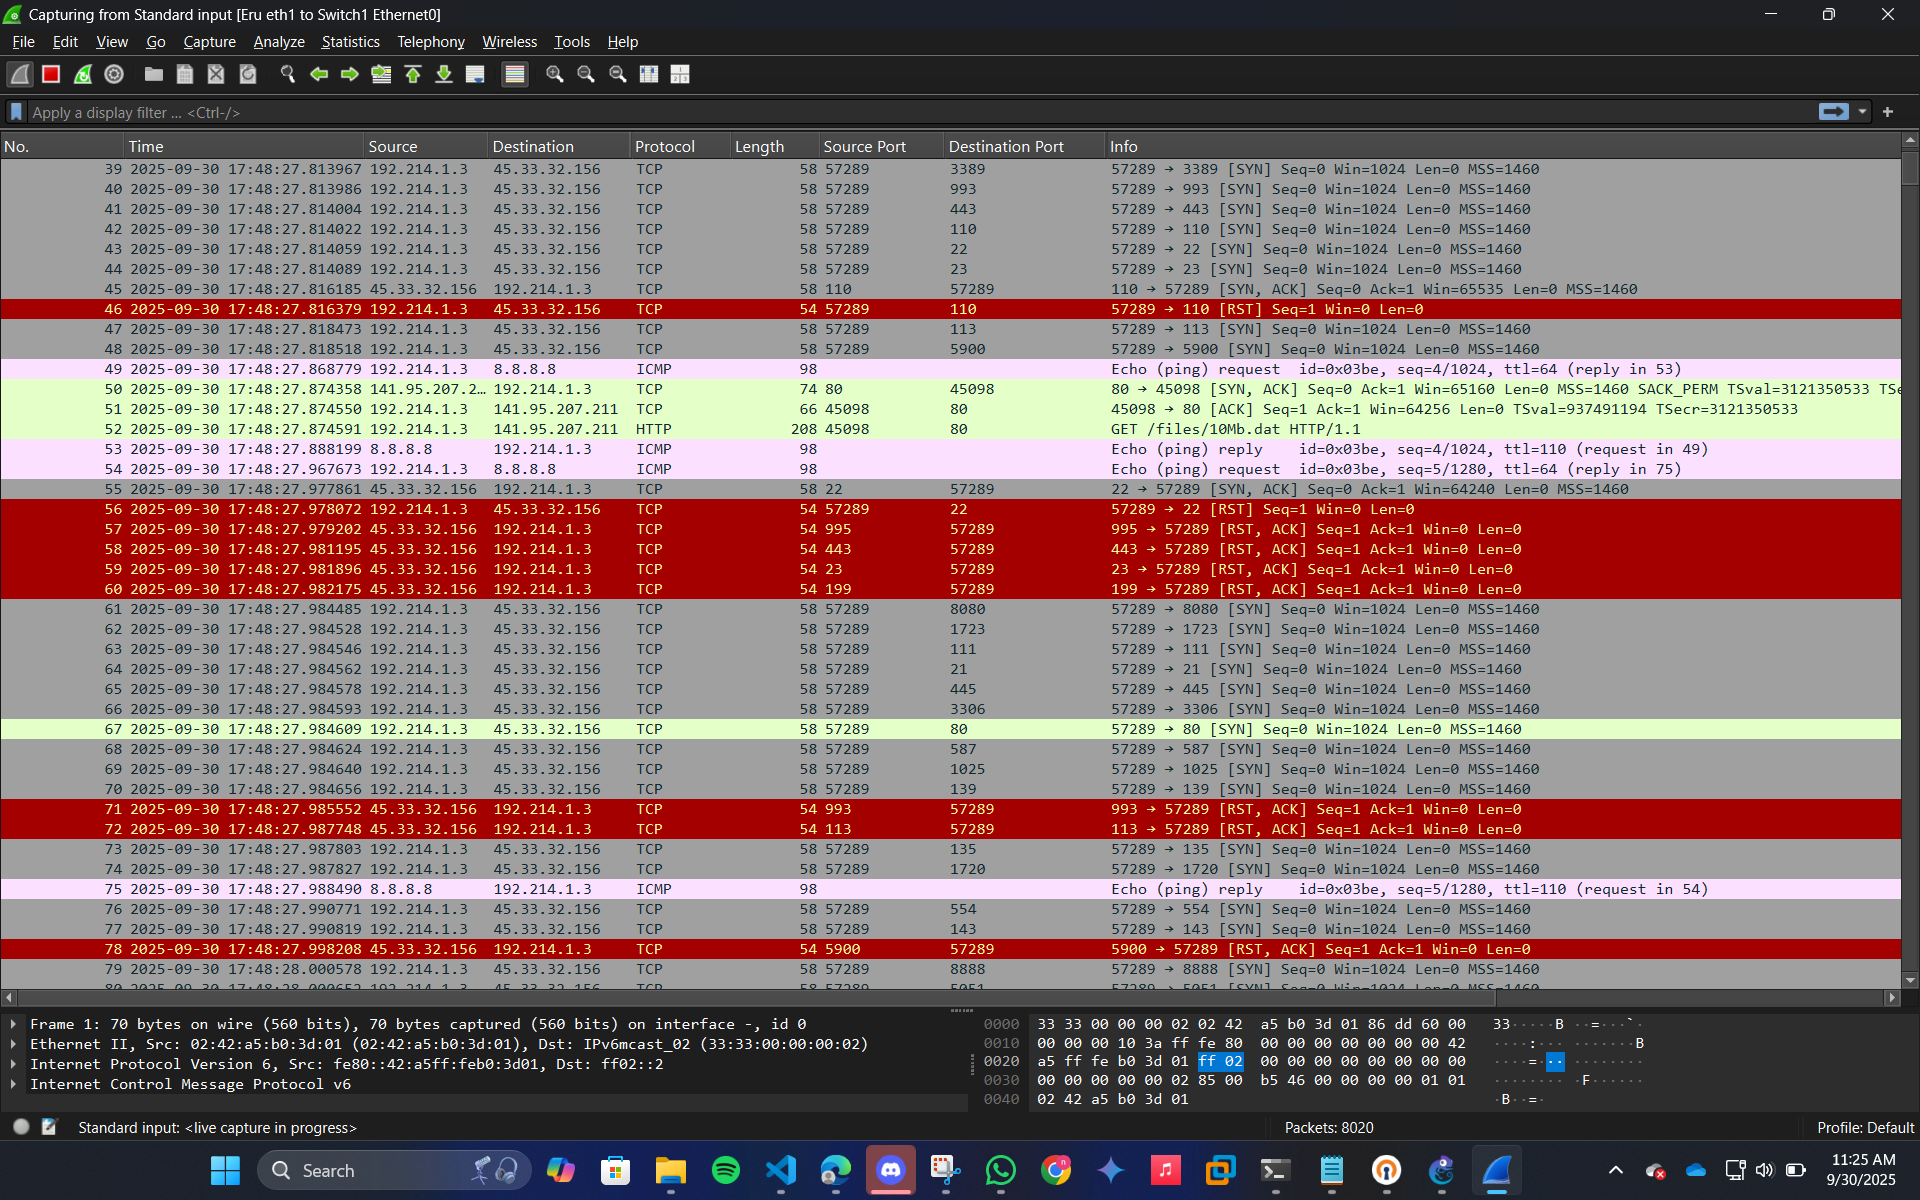 Capturing from Standard input [Eru eth1 to Switch1 Ethernet0]
File Edit View Go Capture Analyze Statistics Telephony Wireless Tools Help
Apply a display filter … <Ctrl-/>
No. Time Source Destination Protocol Length Source Port Destination Port Info
39 2025-09-30 17:48:27.813967 192.214.1.3 45.33.32.156 TCP 58 57289 3389 57289 → 3389 [SYN] Seq=0 Win=1024 Len=0 MSS=1460
40 2025-09-30 17:48:27.813986 192.214.1.3 45.33.32.156 TCP 58 57289 993 57289 → 993 [SYN] Seq=0 Win=1024 Len=0 MSS=1460
41 2025-09-30 17:48:27.814004 192.214.1.3 45.33.32.156 TCP 58 57289 443 57289 → 443 [SYN] Seq=0 Win=1024 Len=0 MSS=1460
42 2025-09-30 17:48:27.814022 192.214.1.3 45.33.32.156 TCP 58 57289 110 57289 → 110 [SYN] Seq=0 Win=1024 Len=0 MSS=1460
43 2025-09-30 17:48:27.814059 192.214.1.3 45.33.32.156 TCP 58 57289 22 57289 → 22 [SYN] Seq=0 Win=1024 Len=0 MSS=1460
44 2025-09-30 17:48:27.814089 192.214.1.3 45.33.32.156 TCP 58 57289 23 57289 → 23 [SYN] Seq=0 Win=1024 Len=0 MSS=1460
45 2025-09-30 17:48:27.816185 45.33.32.156 192.214.1.3 TCP 58 110 57289 110 → 57289 [SYN, ACK] Seq=0 Ack=1 Win=65535 Len=0 MSS=1460
46 2025-09-30 17:48:27.816379 192.214.1.3 45.33.32.156 TCP 54 57289 110 57289 → 110 [RST] Seq=1 Win=0 Len=0
47 2025-09-30 17:48:27.818473 192.214.1.3 45.33.32.156 TCP 58 57289 113 57289 → 113 [SYN] Seq=0 Win=1024 Len=0 MSS=1460
48 2025-09-30 17:48:27.818518 192.214.1.3 45.33.32.156 TCP 58 57289 5900 57289 → 5900 [SYN] Seq=0 Win=1024 Len=0 MSS=1460
49 2025-09-30 17:48:27.868779 192.214.1.3 8.8.8.8 ICMP 98 Echo (ping) request id=0x03be, seq=4/1024, ttl=64 (reply in 53)
50 2025-09-30 17:48:27.874358 141.95.207.2… 192.214.1.3 TCP 74 80 45098 80 → 45098 [SYN, ACK] Seq=0 Ack=1 Win=65160 Len=0 MSS=1460 SACK_PERM TSval=3121350533 TSe
51 2025-09-30 17:48:27.874550 192.214.1.3 141.95.207.211 TCP 66 45098 80 45098 → 80 [ACK] Seq=1 Ack=1 Win=64256 Len=0 TSval=937491194 TSecr=3121350533
52 2025-09-30 17:48:27.874591 192.214.1.3 141.95.207.211 HTTP 208 45098 80 GET /files/10Mb.dat HTTP/1.1
53 2025-09-30 17:48:27.888199 8.8.8.8 192.214.1.3 ICMP 98 Echo (ping) reply id=0x03be, seq=4/1024, ttl=110 (request in 49)
54 2025-09-30 17:48:27.967673 192.214.1.3 8.8.8.8 ICMP 98 Echo (ping) request id=0x03be, seq=5/1280, ttl=64 (reply in 75)
55 2025-09-30 17:48:27.977861 45.33.32.156 192.214.1.3 TCP 58 22 57289 22 → 57289 [SYN, ACK] Seq=0 Ack=1 Win=64240 Len=0 MSS=1460
56 2025-09-30 17:48:27.978072 192.214.1.3 45.33.32.156 TCP 54 57289 22 57289 → 22 [RST] Seq=1 Win=0 Len=0
57 2025-09-30 17:48:27.979202 45.33.32.156 192.214.1.3 TCP 54 995 57289 995 → 57289 [RST, ACK] Seq=1 Ack=1 Win=0 Len=0
58 2025-09-30 17:48:27.981195 45.33.32.156 192.214.1.3 TCP 54 443 57289 443 → 57289 [RST, ACK] Seq=1 Ack=1 Win=0 Len=0
59 2025-09-30 17:48:27.981896 45.33.32.156 192.214.1.3 TCP 54 23 57289 23 → 57289 [RST, ACK] Seq=1 Ack=1 Win=0 Len=0
60 2025-09-30 17:48:27.982175 45.33.32.156 192.214.1.3 TCP 54 199 57289 199 → 57289 [RST, ACK] Seq=1 Ack=1 Win=0 Len=0
61 2025-09-30 17:48:27.984485 192.214.1.3 45.33.32.156 TCP 58 57289 8080 57289 → 8080 [SYN] Seq=0 Win=1024 Len=0 MSS=1460
62 2025-09-30 17:48:27.984528 192.214.1.3 45.33.32.156 TCP 58 57289 1723 57289 → 1723 [SYN] Seq=0 Win=1024 Len=0 MSS=1460
63 2025-09-30 17:48:27.984546 192.214.1.3 45.33.32.156 TCP 58 57289 111 57289 → 111 [SYN] Seq=0 Win=1024 Len=0 MSS=1460
64 2025-09-30 17:48:27.984562 192.214.1.3 45.33.32.156 TCP 58 57289 21 57289 → 21 [SYN] Seq=0 Win=1024 Len=0 MSS=1460
65 2025-09-30 17:48:27.984578 192.214.1.3 45.33.32.156 TCP 58 57289 445 57289 → 445 [SYN] Seq=0 Win=1024 Len=0 MSS=1460
66 2025-09-30 17:48:27.984593 192.214.1.3 45.33.32.156 TCP 58 57289 3306 57289 → 3306 [SYN] Seq=0 Win=1024 Len=0 MSS=1460
67 2025-09-30 17:48:27.984609 192.214.1.3 45.33.32.156 TCP 58 57289 80 57289 → 80 [SYN] Seq=0 Win=1024 Len=0 MSS=1460
68 2025-09-30 17:48:27.984624 192.214.1.3 45.33.32.156 TCP 58 57289 587 57289 → 587 [SYN] Seq=0 Win=1024 Len=0 MSS=1460
69 2025-09-30 17:48:27.984640 192.214.1.3 45.33.32.156 TCP 58 57289 1025 57289 → 1025 [SYN] Seq=0 Win=1024 Len=0 MSS=1460
70 2025-09-30 17:48:27.984656 192.214.1.3 45.33.32.156 TCP 58 57289 139 57289 → 139 [SYN] Seq=0 Win=1024 Len=0 MSS=1460
71 2025-09-30 17:48:27.985552 45.33.32.156 192.214.1.3 TCP 54 993 57289 993 → 57289 [RST, ACK] Seq=1 Ack=1 Win=0 Len=0
72 2025-09-30 17:48:27.987748 45.33.32.156 192.214.1.3 TCP 54 113 57289 113 → 57289 [RST, ACK] Seq=1 Ack=1 Win=0 Len=0
73 2025-09-30 17:48:27.987803 192.214.1.3 45.33.32.156 TCP 58 57289 135 57289 → 135 [SYN] Seq=0 Win=1024 Len=0 MSS=1460
74 2025-09-30 17:48:27.987827 192.214.1.3 45.33.32.156 TCP 58 57289 1720 57289 → 1720 [SYN] Seq=0 Win=1024 Len=0 MSS=1460
75 2025-09-30 17:48:27.988490 8.8.8.8 192.214.1.3 ICMP 98 Echo (ping) reply id=0x03be, seq=5/1280, ttl=110 (request in 54)
76 2025-09-30 17:48:27.990771 192.214.1.3 45.33.32.156 TCP 58 57289 554 57289 → 554 [SYN] Seq=0 Win=1024 Len=0 MSS=1460
77 2025-09-30 17:48:27.990819 192.214.1.3 45.33.32.156 TCP 58 57289 143 57289 → 143 [SYN] Seq=0 Win=1024 Len=0 MSS=1460
78 2025-09-30 17:48:27.998208 45.33.32.156 192.214.1.3 TCP 54 5900 57289 5900 → 57289 [RST, ACK] Seq=1 Ack=1 Win=0 Len=0
79 2025-09-30 17:48:28.000578 192.214.1.3 45.33.32.156 TCP 58 57289 8888 57289 → 8888 [SYN] Seq=0 Win=1024 Len=0 MSS=1460
Frame 1: 70 bytes on wire (560 bits), 70 bytes captured (560 bits) on interface -, id 0
Ethernet II, Src: 02:42:a5:b0:3d:01 (02:42:a5:b0:3d:01), Dst: IPv6mcast_02 (33:33:00:00:00:02)
Internet Protocol Version 6, Src: fe80::42:a5ff:feb0:3d01, Dst: ff02::2
Internet Control Message Protocol v6
0000 33 33 00 00 00 02 02 42 a5 b0 3d 01 86 dd 60 00 33·····B ··=···`·
0010 00 00 00 10 3a ff fe 80 00 00 00 00 00 00 00 42 ····:··· ·······B
0020 a5 ff fe b0 3d 01 ff 02 00 00 00 00 00 00 00 00 ····=··· ········
0030 00 00 00 00 00 02 85 00 b5 46 00 00 00 00 01 01 ········ ·F······
0040 02 42 a5 b0 3d 01 ·B··=·
Standard input: <live capture in progress> Packets: 8020 Profile: Default
Search
11:25 AM
9/30/2025